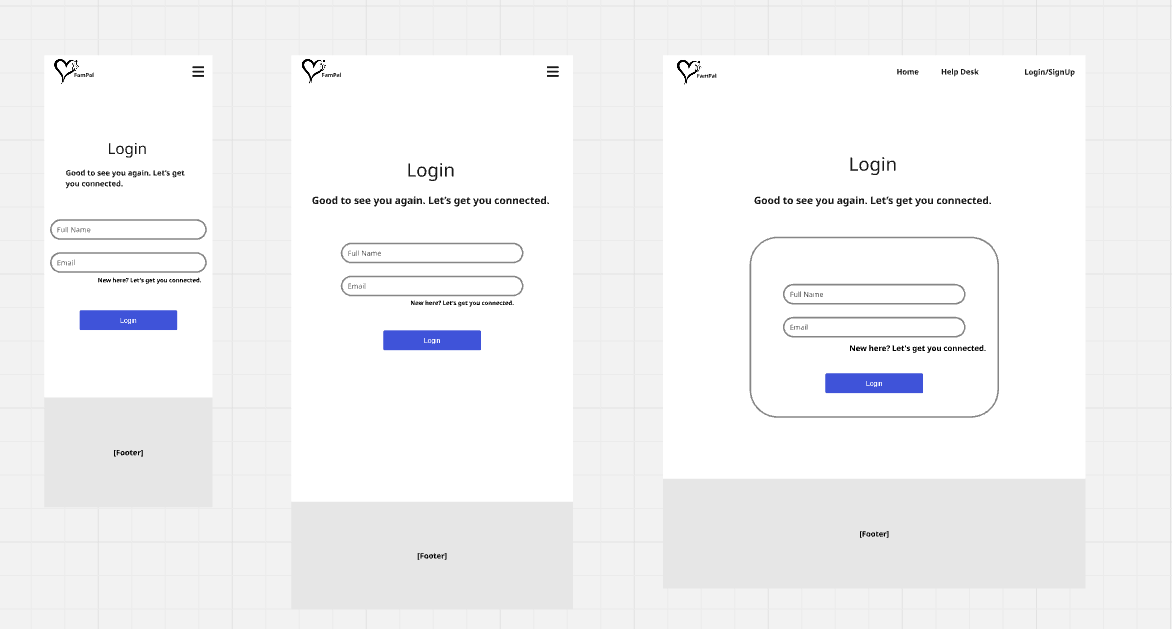 FamPal
Login
Good to see you again. Let's get
you connected.
Full Name
Email
New here? Let's get you connected.
Login
[Footer]
FamPal
Login
Good to see you again. Let's get you connected.
Full Name
Email
New here? Let's get you connected.
Login
[Footer]
FamPal
Home Help Desk Login/SignUp
Login
Good to see you again. Let's get you connected.
Full Name
Email
New here? Let's get you connected.
Login
[Footer]